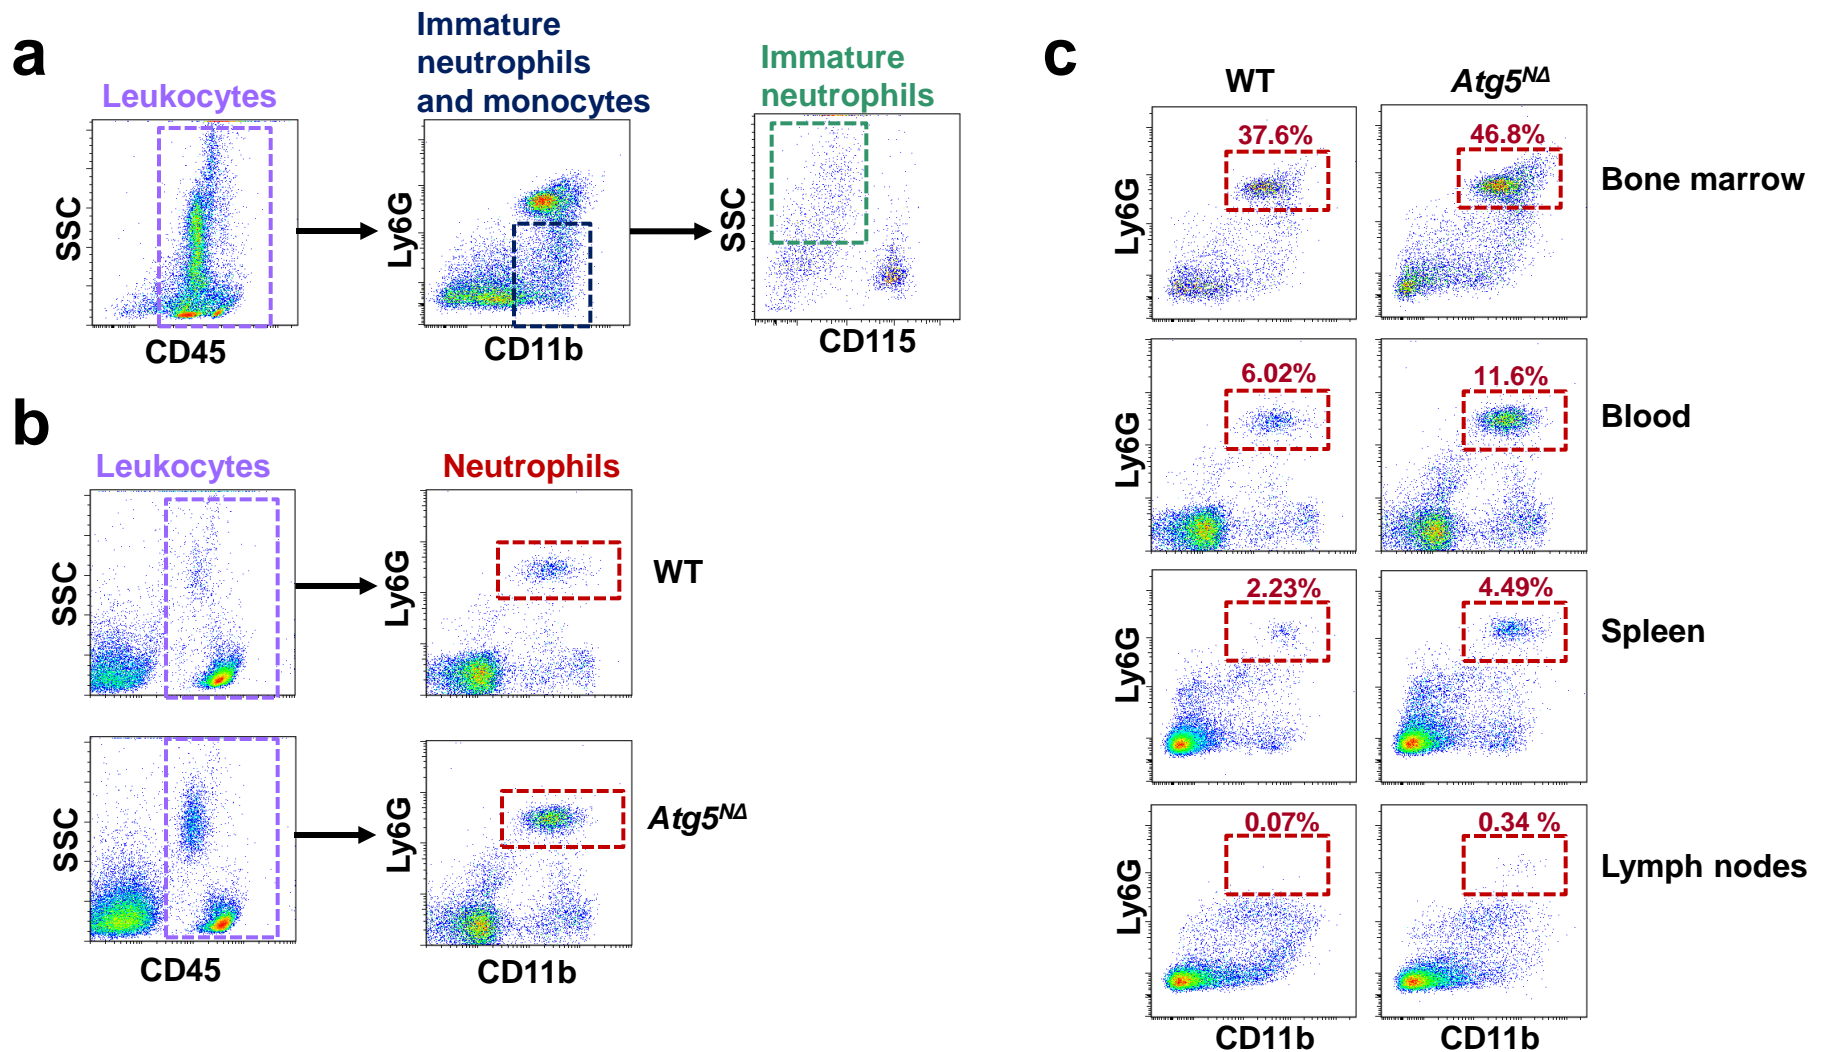 a
Leukocytes
SSC
CD45
Immature
neutrophils
and monocytes
Ly6G
CD11b
Immature
neutrophils
SSC
CD115
b
Leukocytes
Neutrophils
SSC
Ly6G
WT
SSC
CD45
Ly6G
CD11b
Atg5NΔ
c
WT
Atg5NΔ
Ly6G
37.6%
46.8%
Bone marrow
Ly6G
6.02%
11.6%
Blood
Ly6G
2.23%
4.49%
Spleen
Ly6G
0.07%
0.34 %
Lymph nodes
CD11b
CD11b